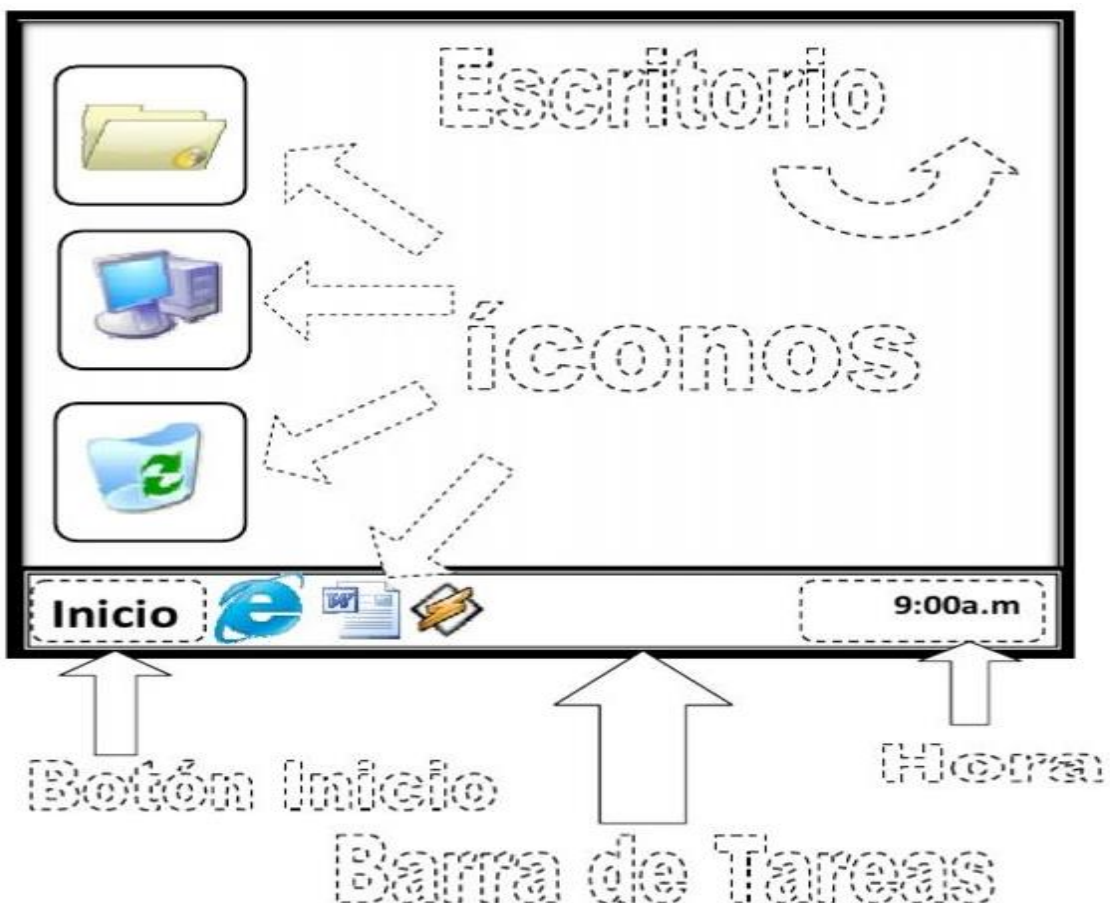 Escritorio
íconos
Inicio
W
9:00a.m
Botón Inicio
Hora
Barra de Tareas